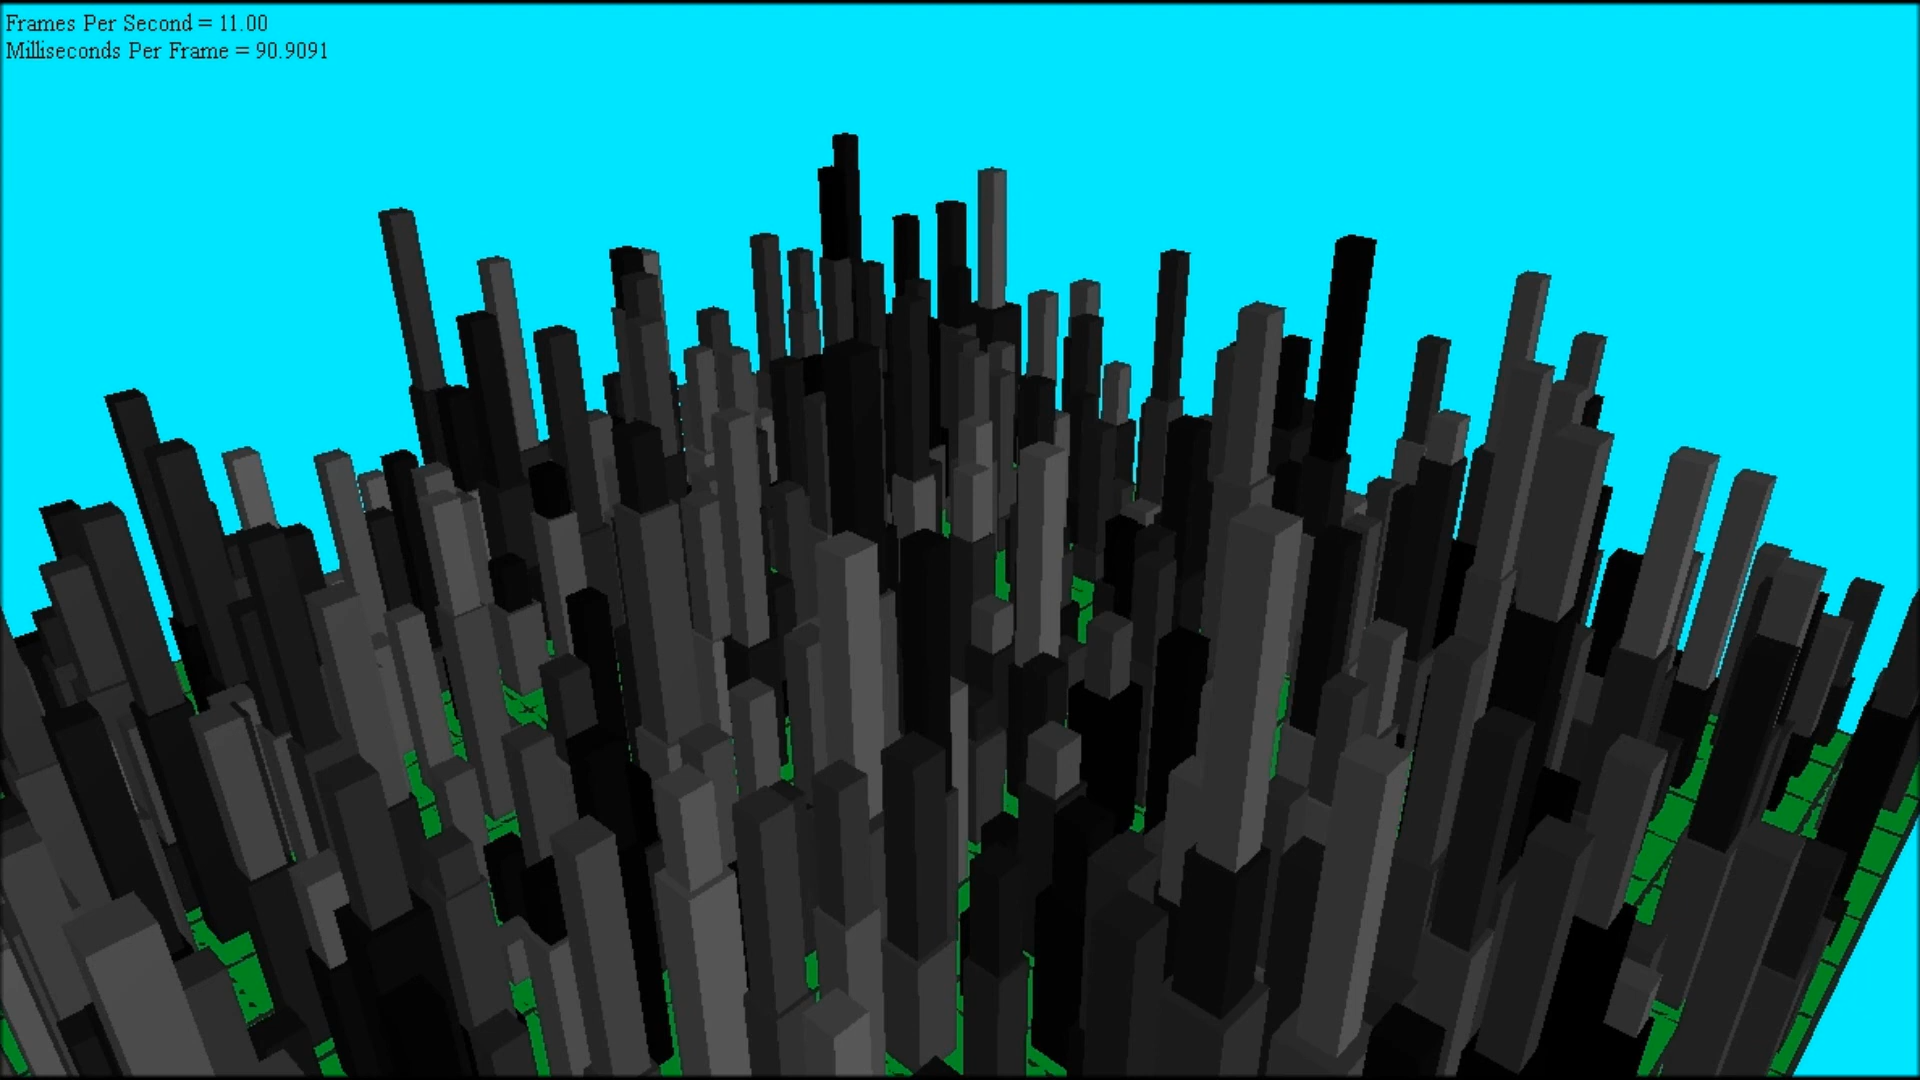 Frames Per Second = 11.00
Milliseconds Per Frame = 90.9091